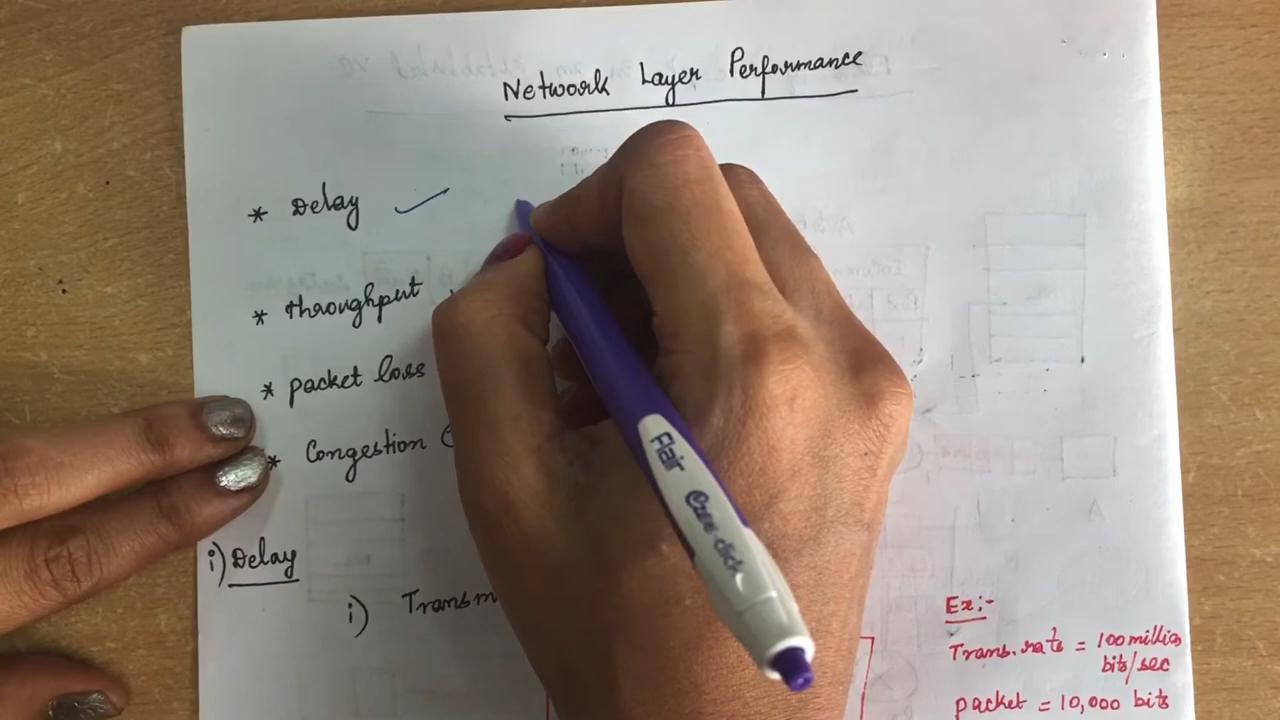 Network Layer Performance
* Delay ✓
* throughput
* packet loss
* Congestion C
i) Delay
i) Transm
Ex:-
Trans. rate = 100 million
bits/sec
packet = 10,000 bits
Flair